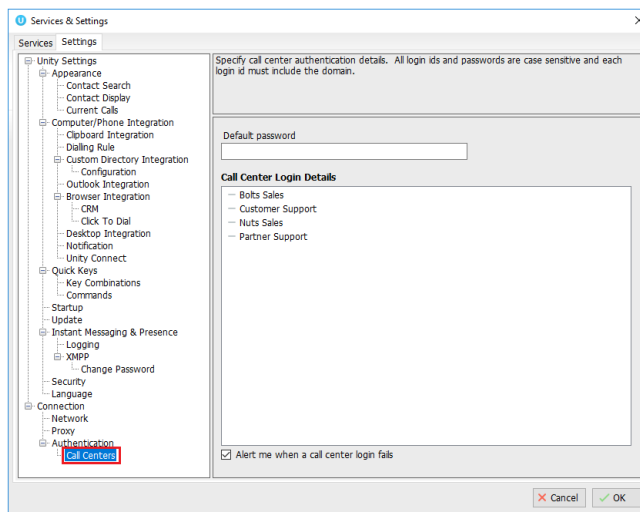 Services & Settings
Services Settings
Unity Settings
Appearance
Contact Search
Contact Display
Current Calls
Computer/Phone Integration
Clipboard Integration
Dialling Rule
Custom Directory Integration
Configuration
Outlook Integration
Browser Integration
CRM
Click To Dial
Desktop Integration
Notification
Unity Connect
Quick Keys
Key Combinations
Commands
Startup
Update
Instant Messaging & Presence
Logging
XMPP
Change Password
Security
Language
Connection
Network
Proxy
Authentication
Call Centers
Specify call center authentication details. All login ids and passwords are case sensitive and each
login id must include the domain.
Default password
Call Center Login Details
Bolts Sales
Customer Support
Nuts Sales
Partner Support
Alert me when a call center login fails
Cancel
OK